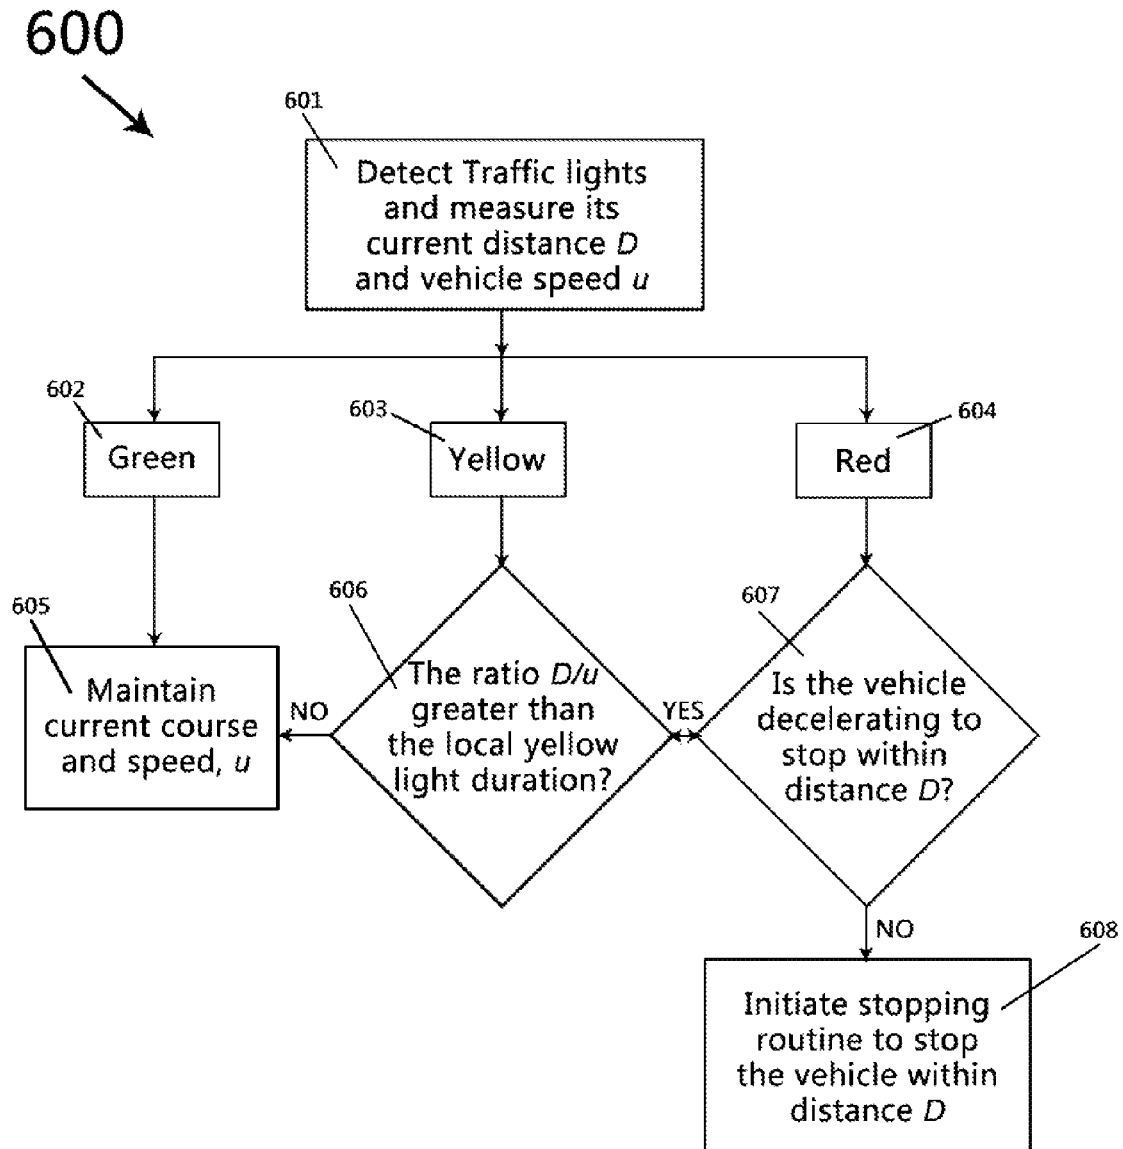 600
601
Detect Traffic lights
and measure its
current distance D
and vehicle speed u
602
Green
603
Yellow
604
Red
605
Maintain
current course
and speed, u
NO
606
The ratio D/u
greater than
the local yellow
light duration?
YES
607
Is the vehicle
decelerating to
stop within
distance D?
NO
608
Initiate stopping
routine to stop
the vehicle within
distance D